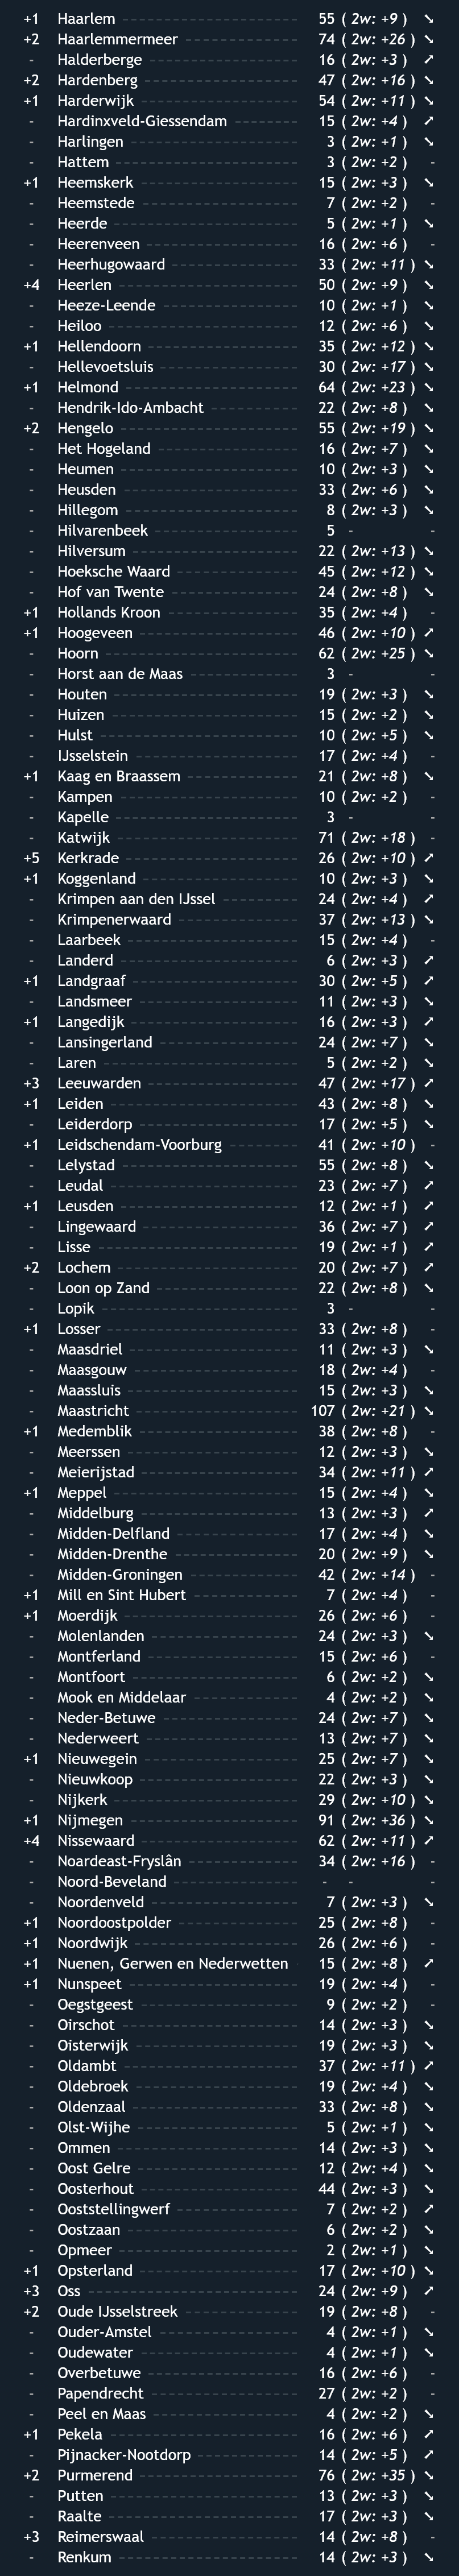 +1 Haarlem 55 ( 2w: +9 ) ↘
+2 Haarlemmermeer 74 ( 2w: +26 ) ↘
- Halderberge 16 ( 2w: +3 ) ↗
+2 Hardenberg 47 ( 2w: +16 ) ↘
+1 Harderwijk 54 ( 2w: +11 ) ↘
- Hardinxveld-Giessendam 15 ( 2w: +4 ) ↗
- Harlingen 3 ( 2w: +1 ) ↘
- Hattem 3 ( 2w: +2 ) -
+1 Heemskerk 15 ( 2w: +3 ) ↘
- Heemstede 7 ( 2w: +2 ) -
- Heerde 5 ( 2w: +1 ) ↘
- Heerenveen 16 ( 2w: +6 ) -
- Heerhugowaard 33 ( 2w: +11 ) ↘
+4 Heerlen 50 ( 2w: +9 ) ↘
- Heeze-Leende 10 ( 2w: +1 ) ↘
- Heiloo 12 ( 2w: +6 ) ↘
+1 Hellendoorn 35 ( 2w: +12 ) ↘
- Hellevoetsluis 30 ( 2w: +17 ) ↘
+1 Helmond 64 ( 2w: +23 ) ↘
- Hendrik-Ido-Ambacht 22 ( 2w: +8 ) ↘
+2 Hengelo 55 ( 2w: +19 ) ↘
- Het Hogeland 16 ( 2w: +7 ) ↘
- Heumen 10 ( 2w: +3 ) ↘
- Heusden 33 ( 2w: +6 ) ↘
- Hillegom 8 ( 2w: +3 ) ↘
- Hilvarenbeek 5 - -
- Hilversum 22 ( 2w: +13 ) ↘
- Hoeksche Waard 45 ( 2w: +12 ) ↘
- Hof van Twente 24 ( 2w: +8 ) ↘
+1 Hollands Kroon 35 ( 2w: +4 ) -
+1 Hoogeveen 46 ( 2w: +10 ) ↗
- Hoorn 62 ( 2w: +25 ) ↘
- Horst aan de Maas 3 - -
- Houten 19 ( 2w: +3 ) ↘
- Huizen 15 ( 2w: +2 ) ↘
- Hulst 10 ( 2w: +5 ) ↘
- IJsselstein 17 ( 2w: +4 ) -
+1 Kaag en Braassem 21 ( 2w: +8 ) ↘
- Kampen 10 ( 2w: +2 ) -
- Kapelle 3 - -
- Katwijk 71 ( 2w: +18 ) -
+5 Kerkrade 26 ( 2w: +10 ) ↗
+1 Koggenland 10 ( 2w: +3 ) ↘
- Krimpen aan den IJssel 24 ( 2w: +4 ) ↗
- Krimpenerwaard 37 ( 2w: +13 ) ↘
- Laarbeek 15 ( 2w: +4 ) -
- Landerd 6 ( 2w: +3 ) ↗
+1 Landgraaf 30 ( 2w: +5 ) ↗
- Landsmeer 11 ( 2w: +3 ) ↘
+1 Langedijk 16 ( 2w: +3 ) ↗
- Lansingerland 24 ( 2w: +7 ) ↘
- Laren 5 ( 2w: +2 ) ↘
+3 Leeuwarden 47 ( 2w: +17 ) ↗
+1 Leiden 43 ( 2w: +8 ) ↘
- Leiderdorp 17 ( 2w: +5 ) ↘
+1 Leidschendam-Voorburg 41 ( 2w: +10 ) -
- Lelystad 55 ( 2w: +8 ) ↘
- Leudal 23 ( 2w: +7 ) ↗
+1 Leusden 12 ( 2w: +1 ) ↗
- Lingewaard 36 ( 2w: +7 ) ↗
- Lisse 19 ( 2w: +1 ) ↗
+2 Lochem 20 ( 2w: +7 ) ↗
- Loon op Zand 22 ( 2w: +8 ) ↘
- Lopik 3 - -
+1 Losser 33 ( 2w: +8 ) -
- Maasdriel 11 ( 2w: +3 ) ↘
- Maasgouw 18 ( 2w: +4 ) -
- Maassluis 15 ( 2w: +3 ) ↘
- Maastricht 107 ( 2w: +21 ) ↘
+1 Medemblik 38 ( 2w: +8 ) -
- Meerssen 12 ( 2w: +3 ) ↘
- Meierijstad 34 ( 2w: +11 ) ↗
+1 Meppel 15 ( 2w: +4 ) ↘
- Middelburg 13 ( 2w: +3 ) ↗
- Midden-Delfland 17 ( 2w: +4 ) ↘
- Midden-Drenthe 20 ( 2w: +9 ) ↘
- Midden-Groningen 42 ( 2w: +14 ) -
+1 Mill en Sint Hubert 7 ( 2w: +4 ) -
+1 Moerdijk 26 ( 2w: +6 ) -
- Molenlanden 24 ( 2w: +3 ) ↘
- Montferland 15 ( 2w: +6 ) -
- Montfoort 6 ( 2w: +2 ) ↘
- Mook en Middelaar 4 ( 2w: +2 ) ↘
- Neder-Betuwe 24 ( 2w: +7 ) ↘
- Nederweert 13 ( 2w: +7 ) ↘
+1 Nieuwegein 25 ( 2w: +7 ) ↘
- Nieuwkoop 22 ( 2w: +3 ) ↘
- Nijkerk 29 ( 2w: +10 ) ↘
+1 Nijmegen 91 ( 2w: +36 ) ↘
+4 Nissewaard 62 ( 2w: +11 ) ↗
- Noardeast-Fryslân 34 ( 2w: +16 ) -
- Noord-Beveland - - -
- Noordenveld 7 ( 2w: +3 ) ↘
+1 Noordoostpolder 25 ( 2w: +8 ) -
+1 Noordwijk 26 ( 2w: +6 ) -
+1 Nuenen, Gerwen en Nederwetten 15 ( 2w: +8 ) ↗
+1 Nunspeet 19 ( 2w: +4 ) -
- Oegstgeest 9 ( 2w: +2 ) -
- Oirschot 14 ( 2w: +3 ) ↘
- Oisterwijk 19 ( 2w: +3 ) ↘
- Oldambt 37 ( 2w: +11 ) ↗
- Oldebroek 19 ( 2w: +4 ) ↘
- Oldenzaal 33 ( 2w: +8 ) ↘
- Olst-Wijhe 5 ( 2w: +1 ) ↘
- Ommen 14 ( 2w: +3 ) ↘
- Oost Gelre 12 ( 2w: +4 ) ↘
- Oosterhout 44 ( 2w: +3 ) ↘
- Ooststellingwerf 7 ( 2w: +2 ) ↗
- Oostzaan 6 ( 2w: +2 ) ↘
- Opmeer 2 ( 2w: +1 ) ↘
+1 Opsterland 17 ( 2w: +10 ) ↘
+3 Oss 24 ( 2w: +9 ) ↗
+2 Oude IJsselstreek 19 ( 2w: +8 ) -
- Ouder-Amstel 4 ( 2w: +1 ) ↘
- Oudewater 4 ( 2w: +1 ) ↘
- Overbetuwe 16 ( 2w: +6 ) -
- Papendrecht 27 ( 2w: +2 ) -
- Peel en Maas 4 ( 2w: +2 ) ↘
+1 Pekela 16 ( 2w: +6 ) ↗
- Pijnacker-Nootdorp 14 ( 2w: +5 ) ↗
+2 Purmerend 76 ( 2w: +35 ) ↘
- Putten 13 ( 2w: +3 ) ↘
- Raalte 17 ( 2w: +3 ) ↘
+3 Reimerswaal 14 ( 2w: +8 ) -
- Renkum 14 ( 2w: +3 ) ↘